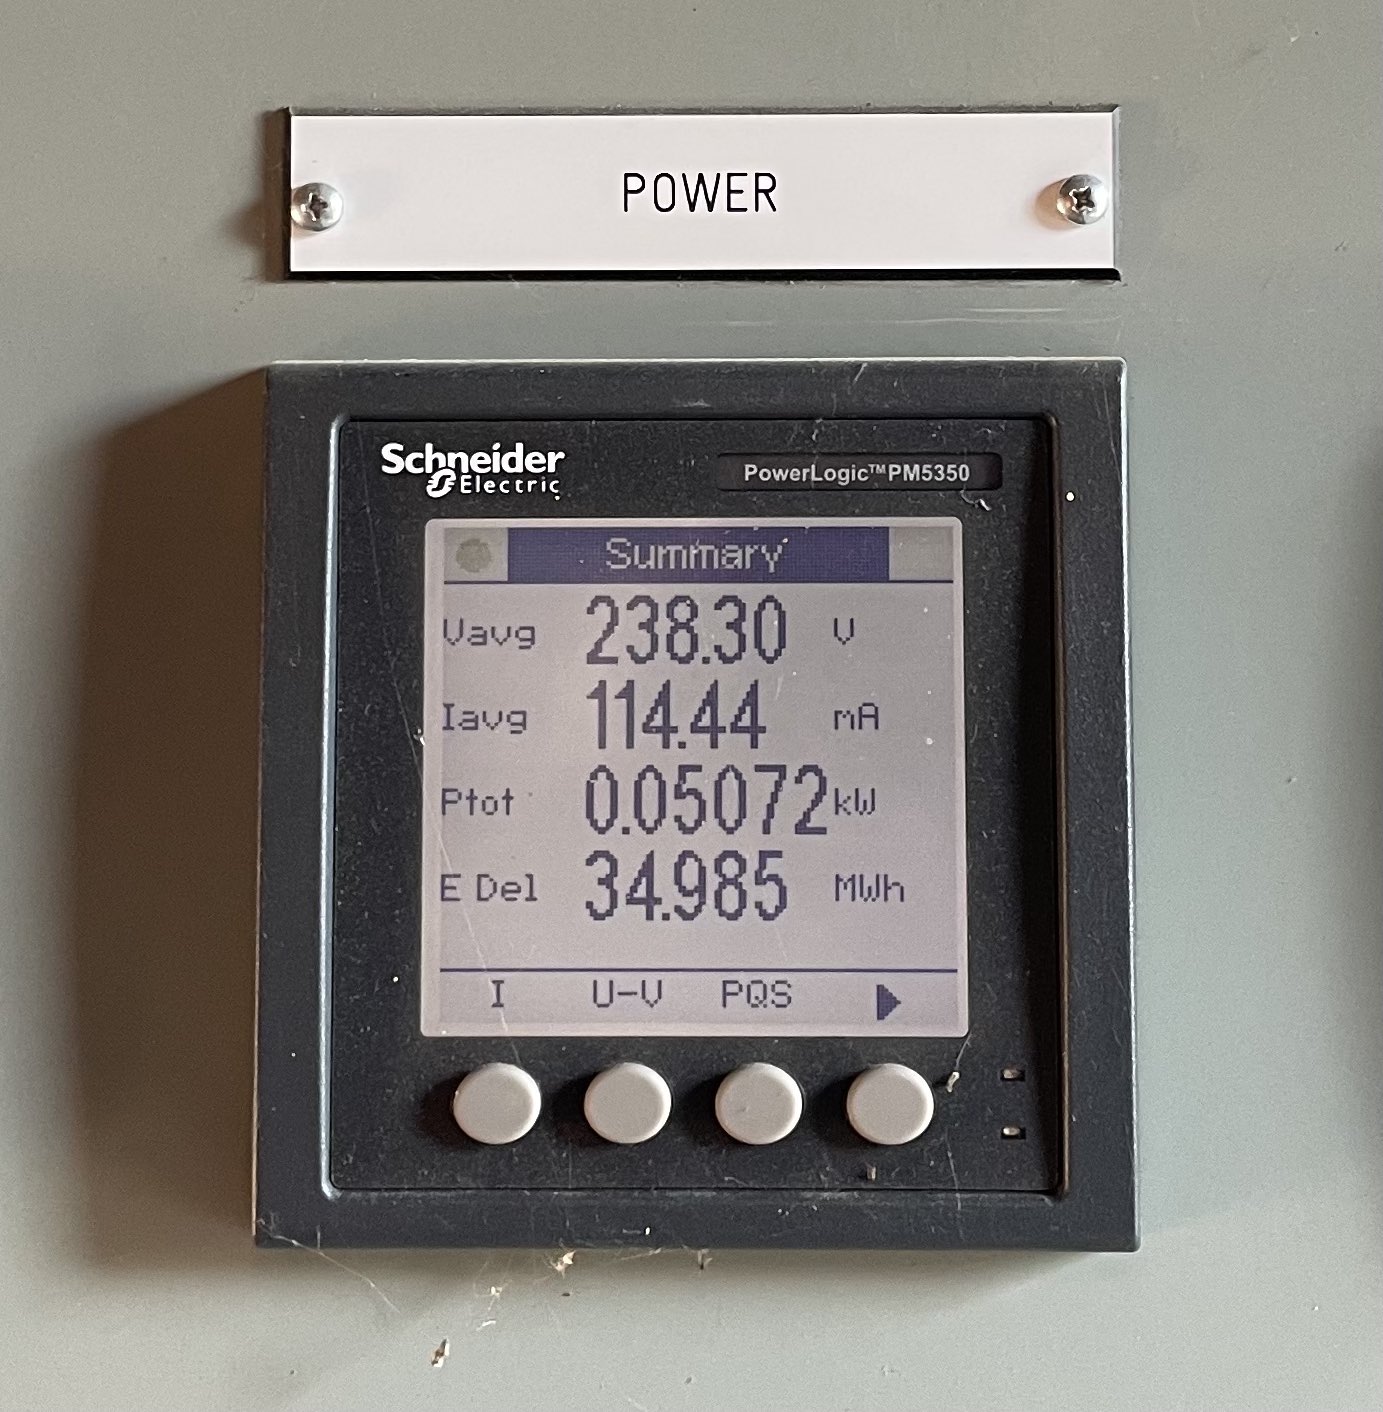 POWER
Schneider
Electric
PowerLogic™PM5350
Summary
Vavg 238.30 V
Iavg 114.44 mA
Ptot 0.05072 kW
E Del 34.985 MWh
I U-V PQS